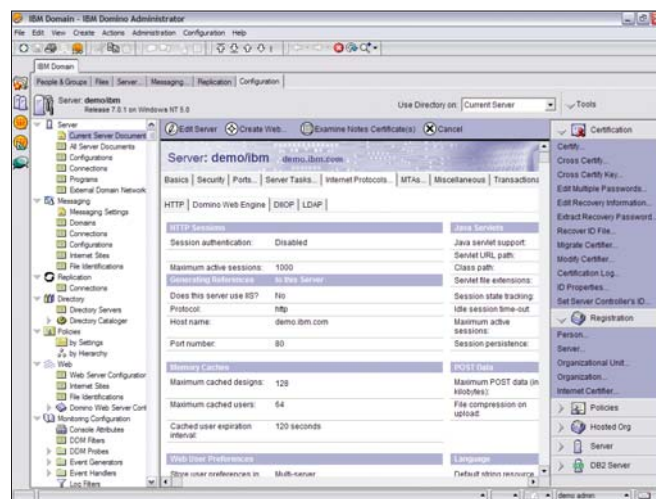 IBM Domain - IBM Domino Administrator
File Edit View Create Actions Administration Configuration Help
IBM Domain
People & Groups Files Server... Messaging... Replication Configuration
Server: demo/ibm
Release 7.0.1 on Windows NT 5.0
Use Directory on: Current Server
Tools
Server
Current Server Document
All Server Documents
Configurations
Connections
Programs
External Domain Network
Messaging
Messaging Settings
Domains
Connections
Configurations
Internet Sites
File Identifications
Replication
Connections
Directory
Directory Servers
Directory Cataloger
Policies
by Settings
by Hierarchy
Web
Web Server Configuration
Internet Sites
File Identifications
Domino Web Server Conf
Monitoring Configuration
Console Attributes
DDM Filters
DDM Probes
Event Generators
Event Handlers
Log Filters
Edit Server Create Web... Examine Notes Certificate(s) Cancel
Server: demo/ibm demo.ibm.com
Basics Security Ports... Server Tasks... Internet Protocols... MTAs... Miscellaneous Transactiona
HTTP Domino Web Engine DIIOP LDAP
HTTP Sessions
Session authentication: Disabled
Maximum active sessions: 1000
Generating References to this Server
Does this server use IIS? No
Protocol: http
Host name: demo.ibm.com
Port number: 80
Memory Caches
Maximum cached designs: 128
Maximum cached users: 64
Cached user expiration interval: 120 seconds
Web User Preferences
Store user preferences in Multi-server
Java Servlets
Java servlet support:
Servlet URL path:
Class path:
Servlet file extensions:
Session state tracking:
Idle session time-out
Maximum active
sessions:
Session persistence:
POST Data
Maximum POST data (in
kilobytes):
File compression on
upload:
Language
Default string resource
Certification
Certify...
Cross Certify...
Cross Certify Key...
Edit Multiple Passwords...
Edit Recovery Information...
Extract Recovery Password...
Recover ID File...
Migrate Certifier...
Modify Certifier...
Certification Log...
ID Properties...
Set Server Controller's ID...
Registration
Person...
Server...
Organizational Unit...
Organization...
Internet Certifier...
Policies
Hosted Org
Server
DB2 Server
demo admin